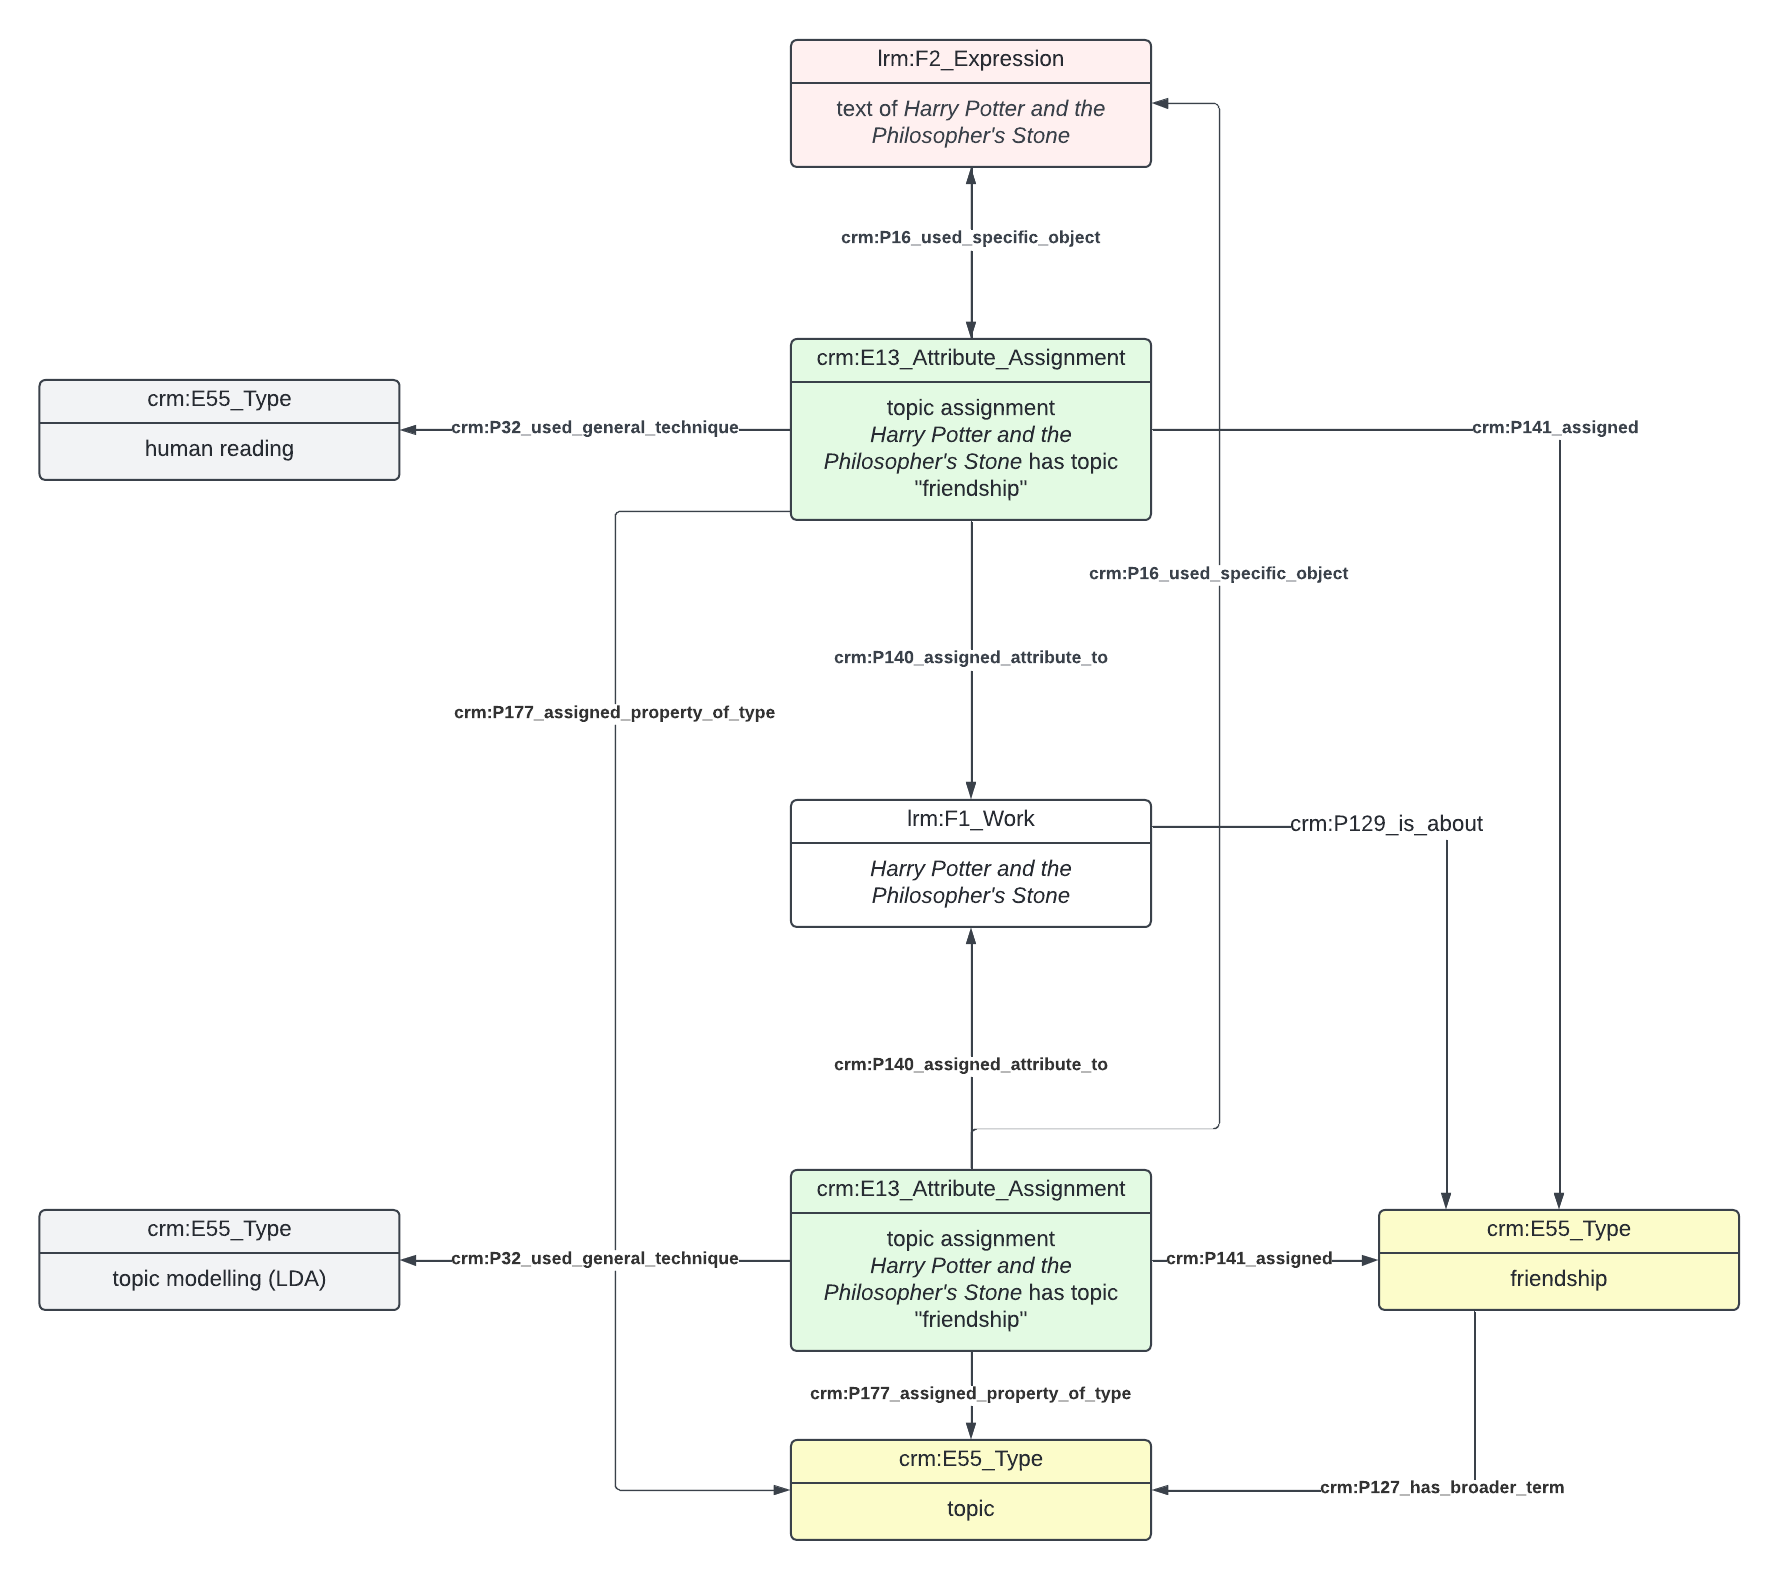 lrm:F2_Expression
text of Harry Potter and the
Philosopher's Stone
crm:P16_used_specific_object
crm:E13_Attribute_Assignment
topic assignment
Harry Potter and the
Philosopher's Stone has topic
"friendship"
crm:E55_Type
human reading
crm:P32_used_general_technique
crm:P141_assigned
crm:P16_used_specific_object
crm:P140_assigned_attribute_to
crm:P177_assigned_property_of_type
lrm:F1_Work
Harry Potter and the
Philosopher's Stone
crm:P129_is_about
crm:P140_assigned_attribute_to
crm:E13_Attribute_Assignment
topic assignment
Harry Potter and the
Philosopher's Stone has topic
"friendship"
crm:E55_Type
topic modelling (LDA)
crm:P32_used_general_technique
crm:P141_assigned
crm:E55_Type
friendship
crm:P177_assigned_property_of_type
crm:E55_Type
topic
crm:P127_has_broader_term